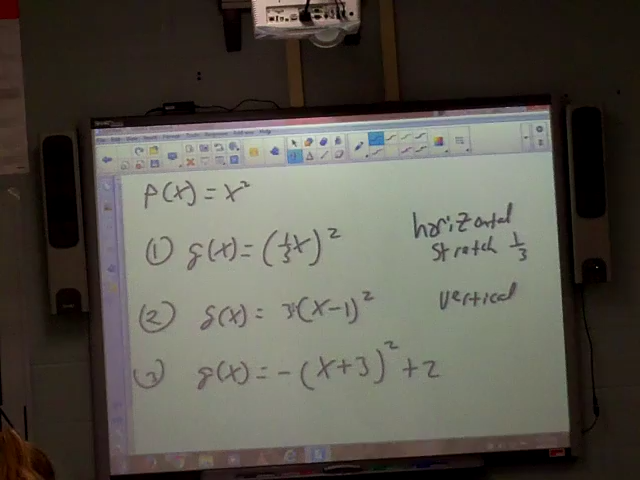 f(x) = x²
① g(x) = (⅓x)²
horizontal
stretch ⅓
② g(x) = 3(x-1)²
vertical
③ g(x) = -(x+3)² + 2